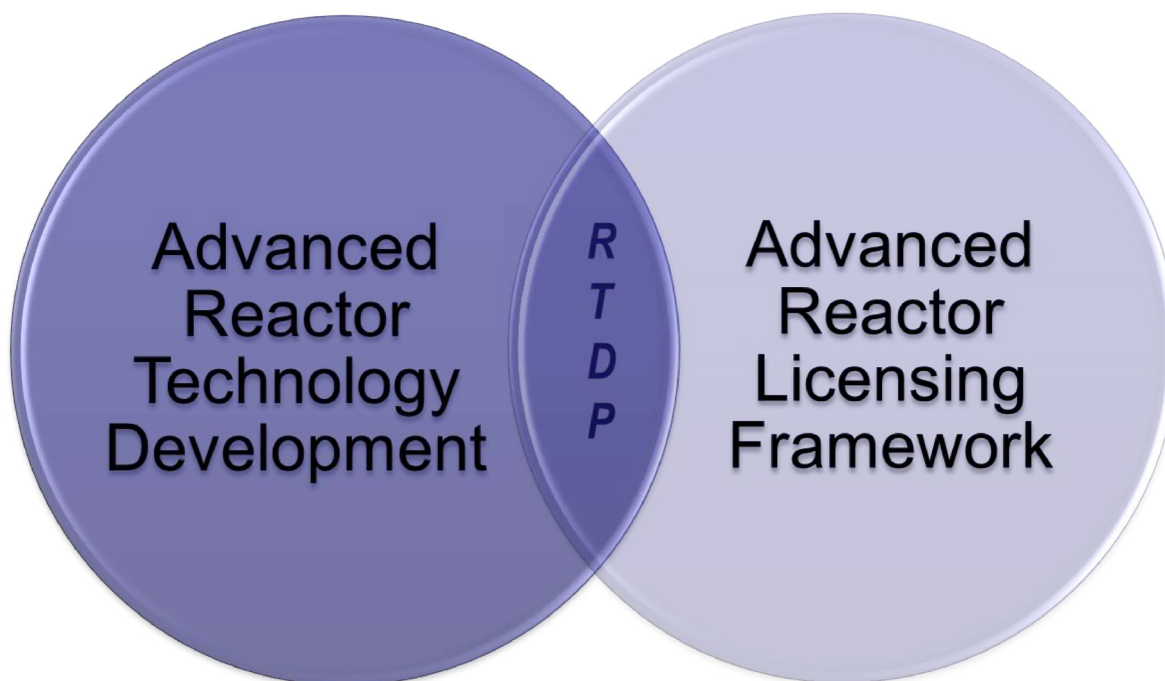 Advanced
Reactor
Technology
Development
R
T
D
P
Advanced
Reactor
Licensing
Framework